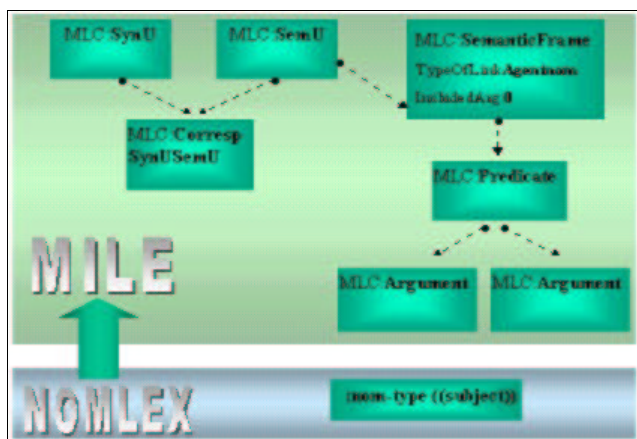 MLC:SynU
MLC:SemU
MLC:SemanticFrame
TypeOfLink Agentnom
IncludedArg 0
MLC:Corresp
SynUSemU
MLC:Predicate
MILE
MLC:Argument
MLC:Argument
NOMLEX
nom-type ((subject))